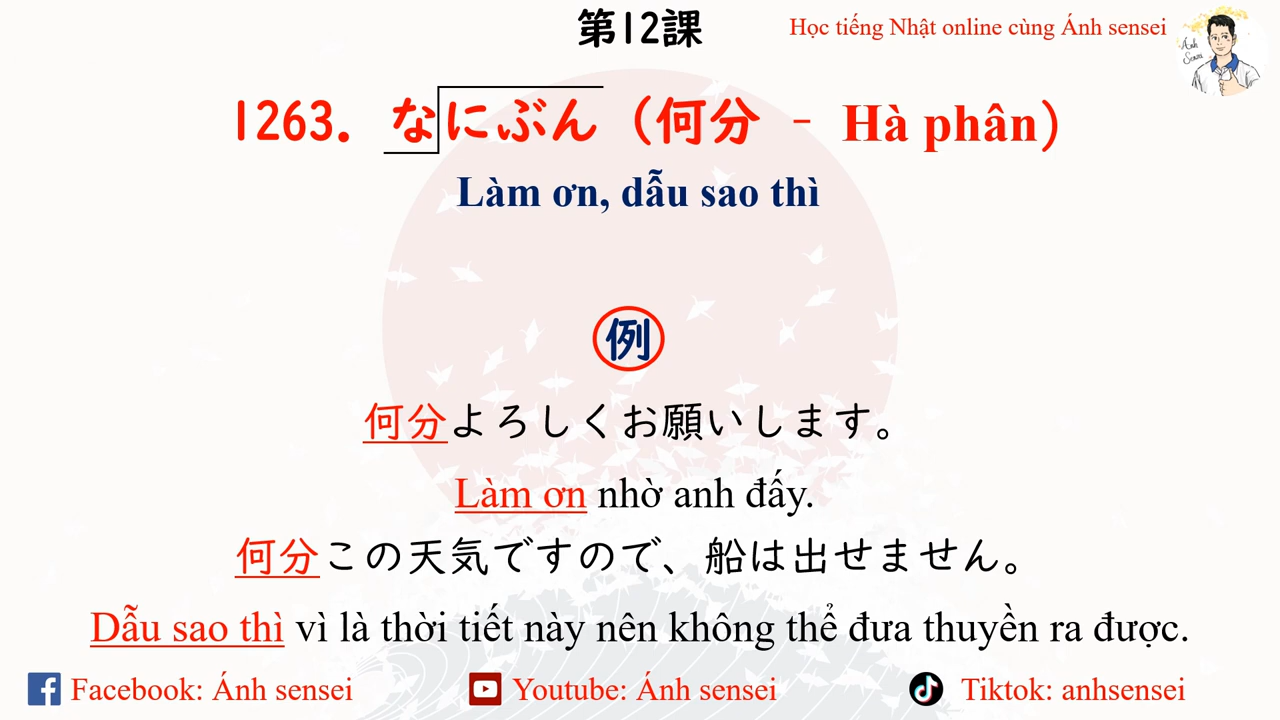 第12課
Học tiếng Nhật online cùng Ánh sensei
Ánh Sensei
1263. なにぶん（何分 - Hà phân）
Làm ơn, dẫu sao thì
例
何分よろしくお願いします。
Làm ơn nhờ anh đấy.
何分この天気ですので、船は出せません。
Dẫu sao thì vì là thời tiết này nên không thể đưa thuyền ra được.
Facebook: Ánh sensei
Youtube: Ánh sensei
Tiktok: anhsensei